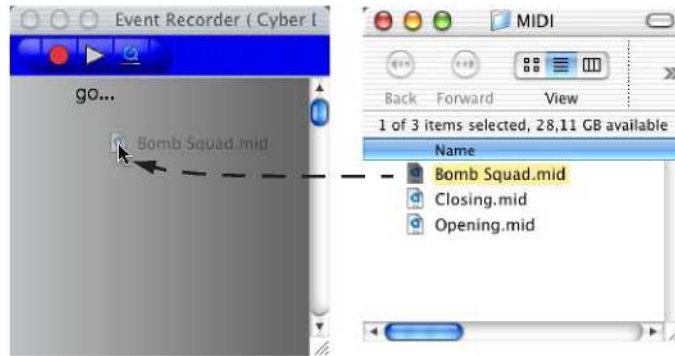 Event Recorder ( Cyber
go...
Bomb Squad.mid
MIDI
Back Forward View
1 of 3 items selected, 28,11 GB available
Name
Bomb Squad.mid
Closing.mid
Opening.mid